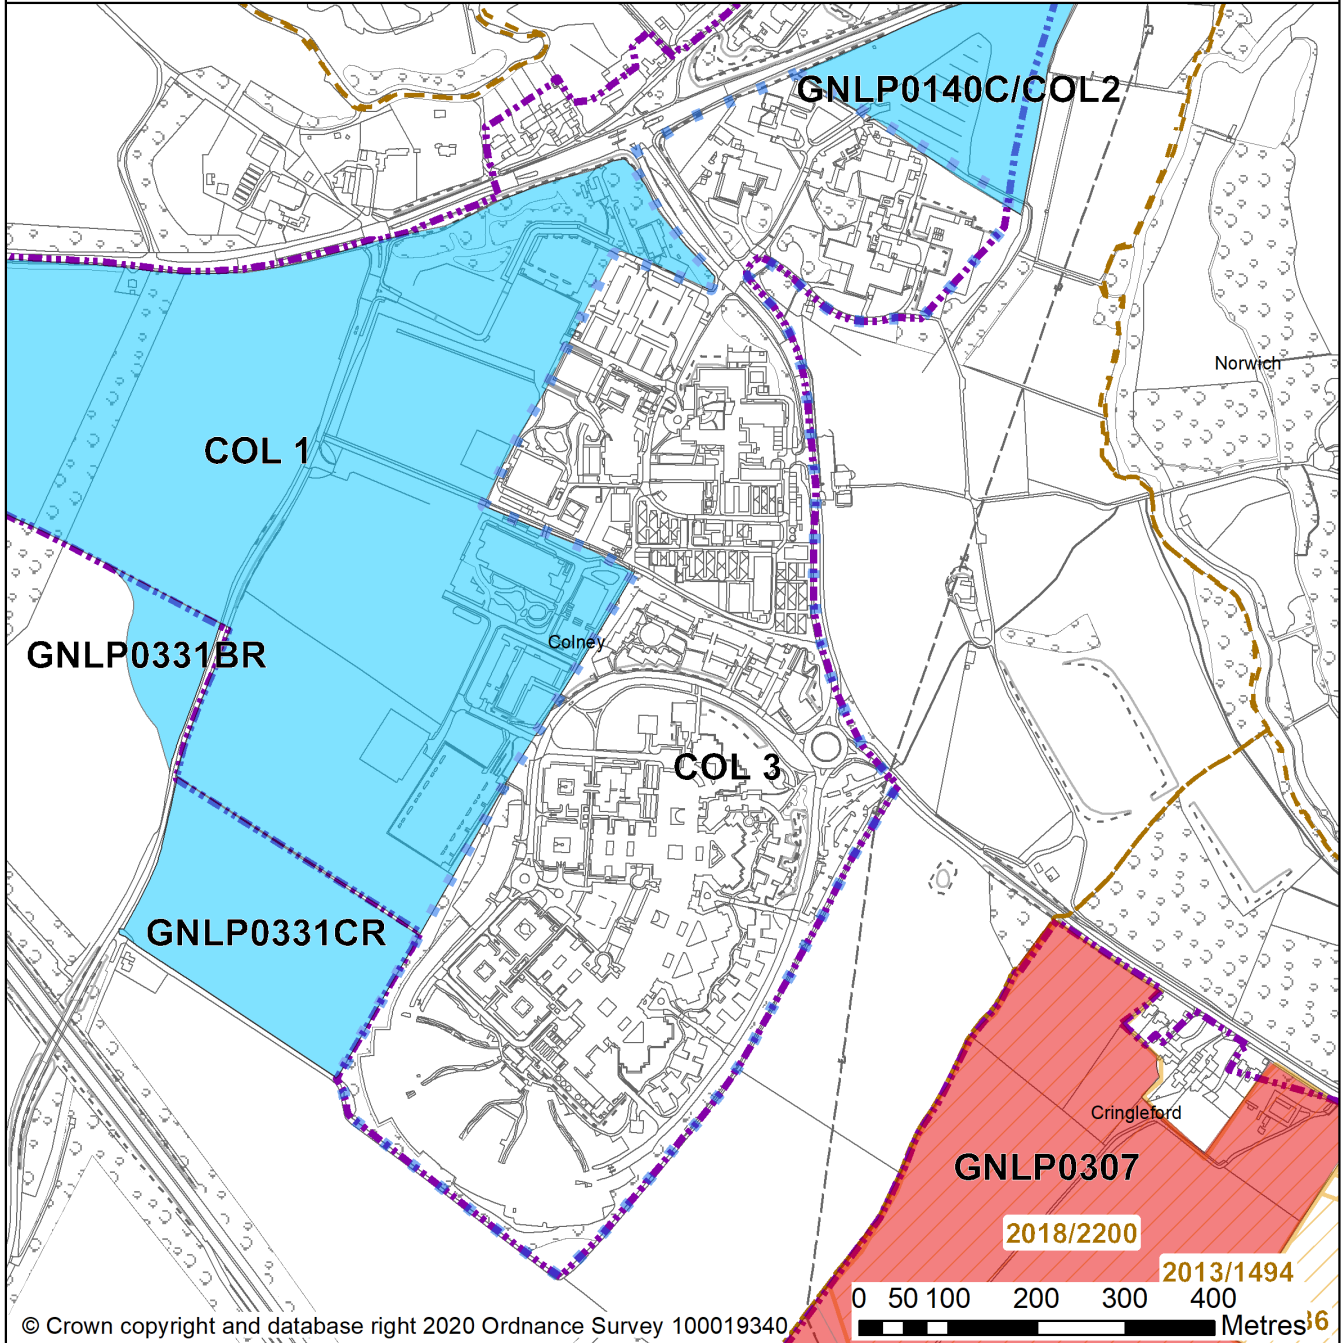 GNLP0140C/COL2
Norwich
COL 1
Colney
GNLP0331BR
COL 3
GNLP0331CR
Cringleford
GNLP0307
2018/2200
2013/1494
0 50 100 200 300 400
Metres
36
© Crown copyright and database right 2020 Ordnance Survey 100019340